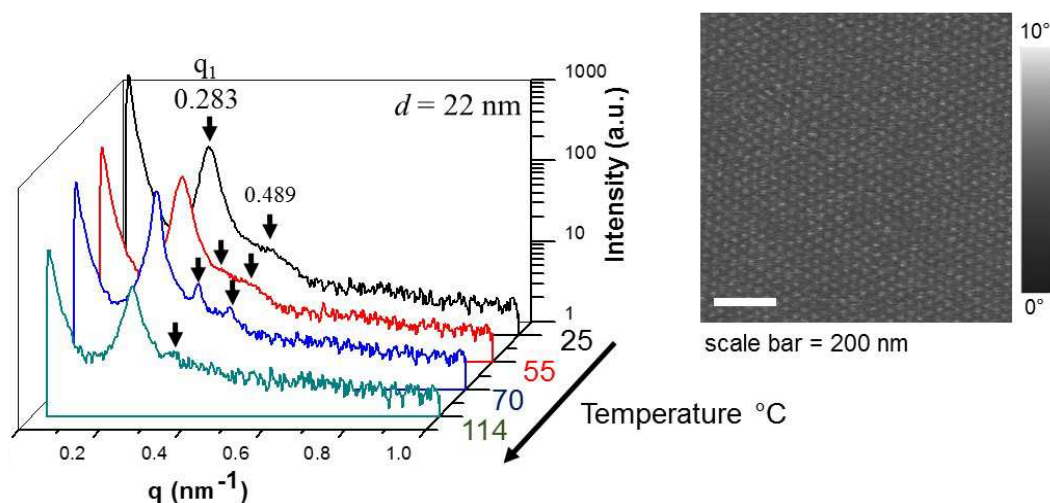 q1
0.283
d = 22 nm
0.489
1000
100
10
1
Intensity (a.u.)
25
55
70
114
Temperature °C
0.2
0.4
0.6
0.8
1.0
q (nm-1)
10°
0°
scale bar = 200 nm